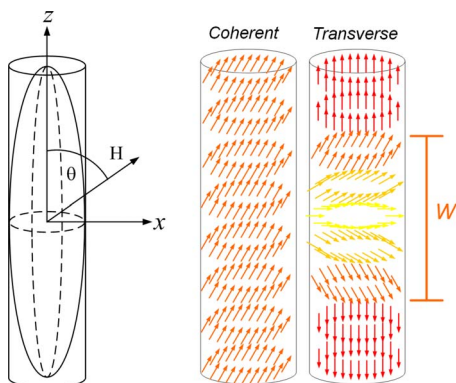 z
H
θ
x
Coherent
Transverse
W